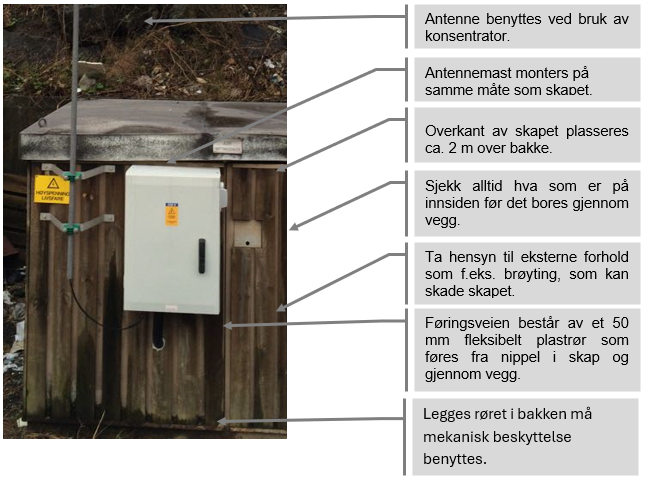 Antenne benyttes ved bruk av
konsentrator.
Antennemast monters på
samme måte som skapet.
Overkant av skapet plasseres
ca. 2 m over bakke.
Sjekk alltid hva som er på
innsiden før det bores gjennom
vegg.
Ta hensyn til eksterne forhold
som f.eks. brøyting, som kan
skade skapet.
Føringsveien består av et 50
mm fleksibelt plastrør som
føres fra nippel i skap og
gjennom vegg.
Legges røret i bakken må
mekanisk beskyttelse
benyttes.
HØYSPENNING
LIVSFARE